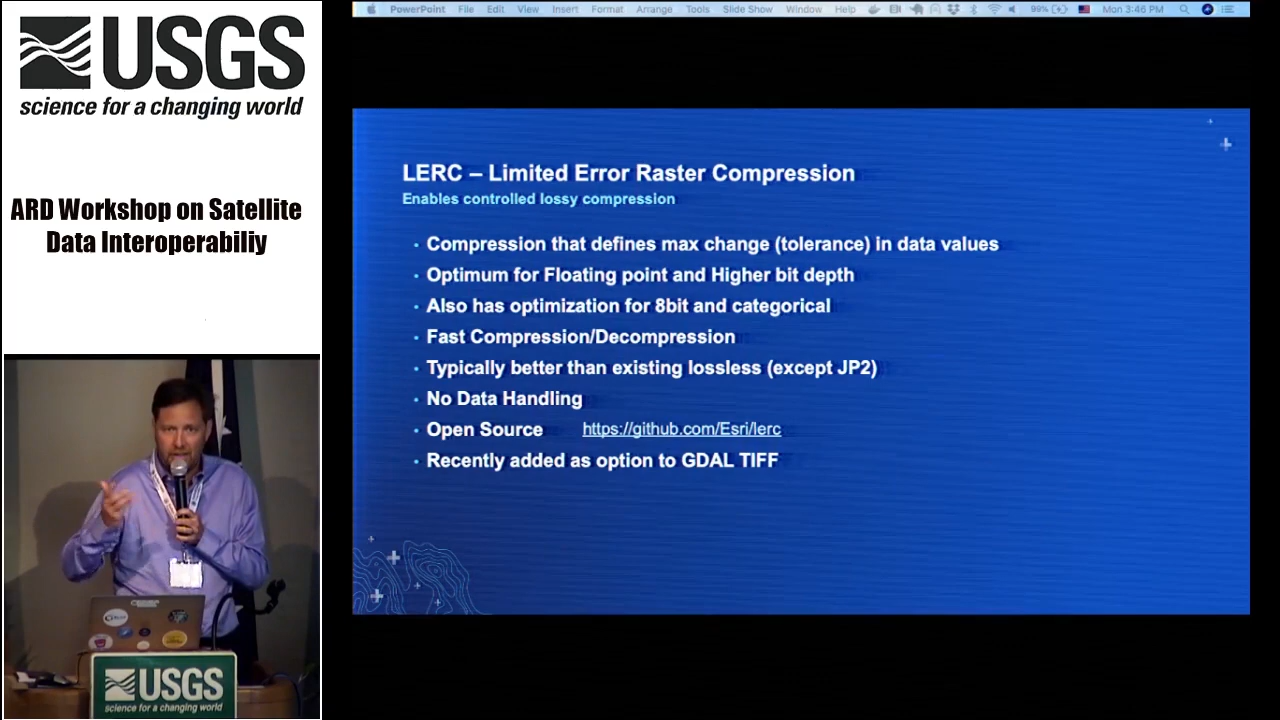 USGS
science for a changing world
ARD Workshop on Satellite
Data Interoperabiliy
PowerPoint File Edit View Insert Format Arrange Tools Slide Show Window Help 99% Mon 3:46 PM
LERC – Limited Error Raster Compression
Enables controlled lossy compression
· Compression that defines max change (tolerance) in data values
· Optimum for Floating point and Higher bit depth
· Also has optimization for 8bit and categorical
· Fast Compression/Decompression
· Typically better than existing lossless (except JP2)
· No Data Handling
· Open Source https://github.com/Esri/lerc
· Recently added as option to GDAL TIFF
USGS
science for a changing world